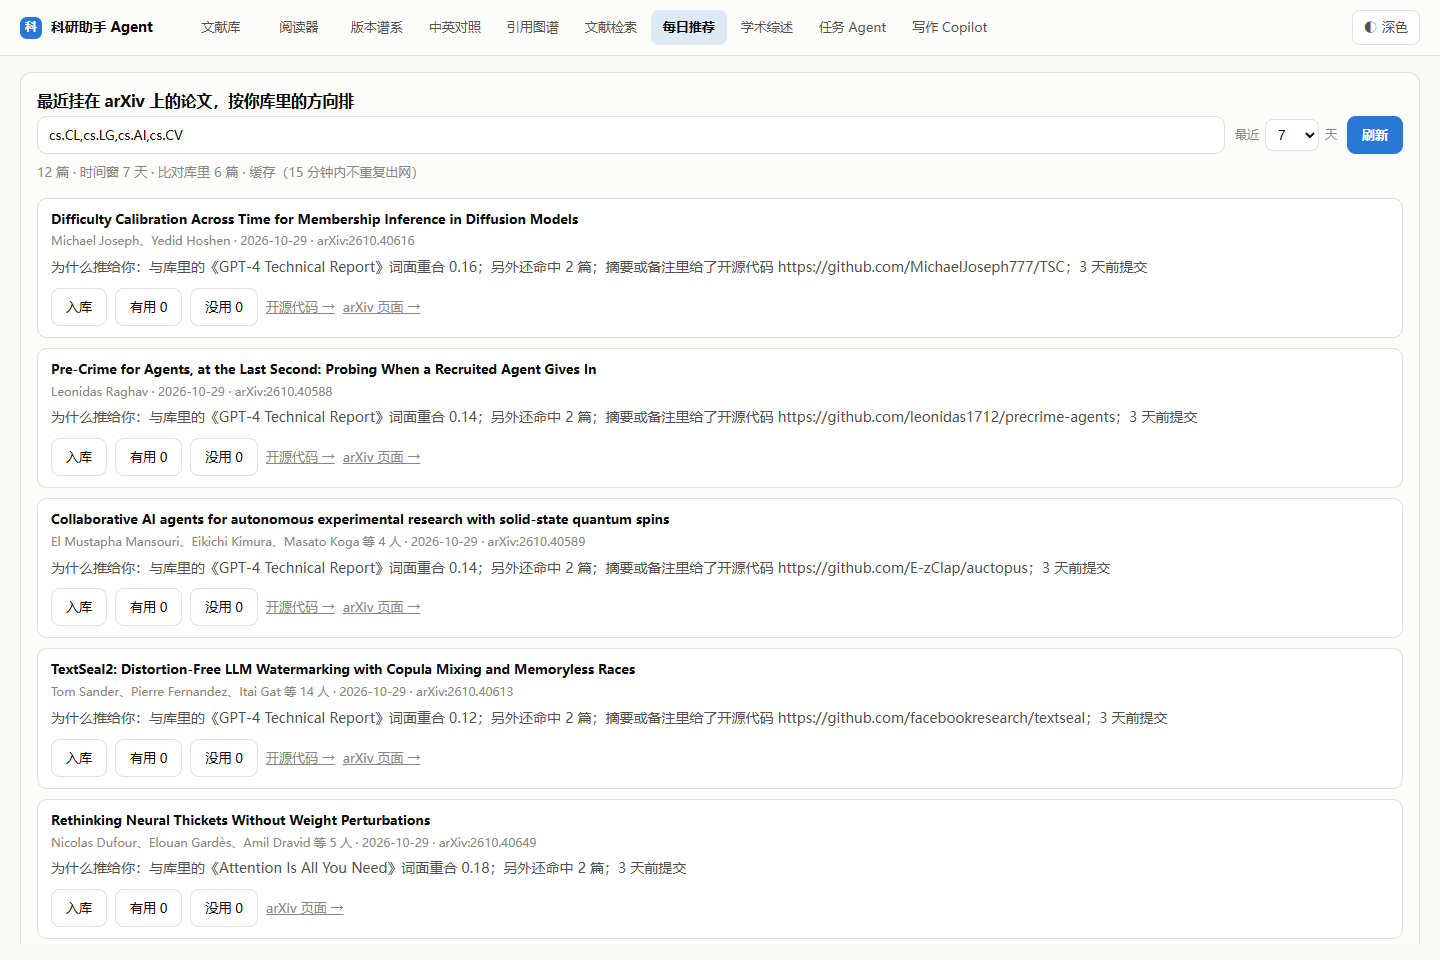 科 科研助手 Agent 文献库 阅读器 版本谱系 中英对照 引用图谱 文献检索 每日推荐 学术综述 任务 Agent 写作 Copilot 深色
最近挂在 arXiv 上的论文，按你库里的方向排
cs.CL,cs.LG,cs.AI,cs.CV 最近 7 天 刷新
12 篇 · 时间窗 7 天 · 比对库里 6 篇 · 缓存（15 分钟内不重复出网）
Difficulty Calibration Across Time for Membership Inference in Diffusion Models
Michael Joseph、Yedid Hoshen · 2026-10-29 · arXiv:2610.40616
为什么推给你：与库里的《GPT-4 Technical Report》词面重合 0.16；另外还命中 2 篇；摘要或备注里给了开源代码 https://github.com/MichaelJoseph777/TSC；3 天前提交
入库 有用 0 没用 0 开源代码 → arXiv 页面 →
Pre-Crime for Agents, at the Last Second: Probing When a Recruited Agent Gives In
Leonidas Raghav · 2026-10-29 · arXiv:2610.40588
为什么推给你：与库里的《GPT-4 Technical Report》词面重合 0.14；另外还命中 2 篇；摘要或备注里给了开源代码 https://github.com/leonidas1712/precrime-agents；3 天前提交
入库 有用 0 没用 0 开源代码 → arXiv 页面 →
Collaborative AI agents for autonomous experimental research with solid-state quantum spins
El Mustapha Mansouri、Eikichi Kimura、Masato Koga 等 4 人 · 2026-10-29 · arXiv:2610.40589
为什么推给你：与库里的《GPT-4 Technical Report》词面重合 0.14；另外还命中 2 篇；摘要或备注里给了开源代码 https://github.com/E-zClap/auctopus；3 天前提交
入库 有用 0 没用 0 开源代码 → arXiv 页面 →
TextSeal2: Distortion-Free LLM Watermarking with Copula Mixing and Memoryless Races
Tom Sander、Pierre Fernandez、Itai Gat 等 14 人 · 2026-10-29 · arXiv:2610.40613
为什么推给你：与库里的《GPT-4 Technical Report》词面重合 0.12；另外还命中 2 篇；摘要或备注里给了开源代码 https://github.com/facebookresearch/textseal；3 天前提交
入库 有用 0 没用 0 开源代码 → arXiv 页面 →
Rethinking Neural Thickets Without Weight Perturbations
Nicolas Dufour、Elouan Gardès、Amil Dravid 等 5 人 · 2026-10-29 · arXiv:2610.40649
为什么推给你：与库里的《Attention Is All You Need》词面重合 0.18；另外还命中 2 篇；3 天前提交
入库 有用 0 没用 0 arXiv 页面 →